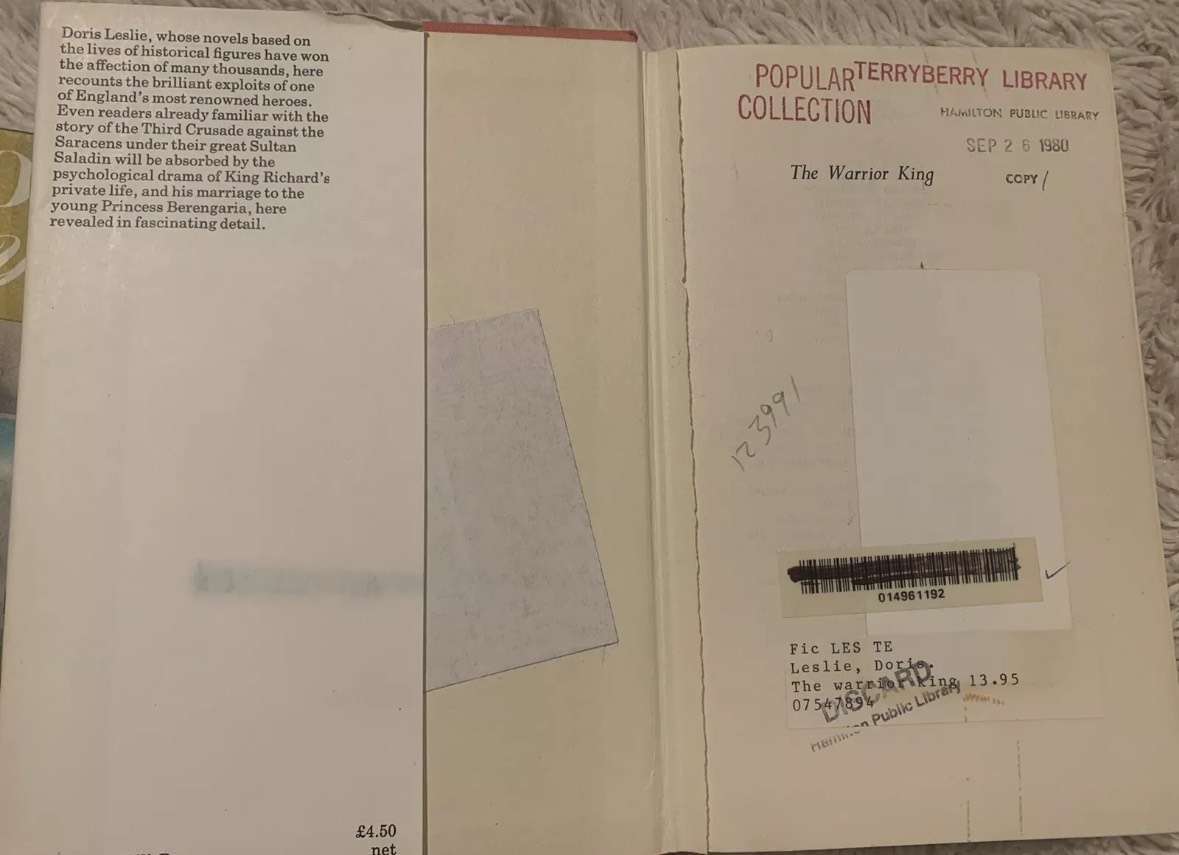 Doris Leslie, whose novels based on
the lives of historical figures have won
the affection of many thousands, here
recounts the brilliant exploits of one
of England's most renowned heroes.
Even readers already familiar with the
story of the Third Crusade against the
Saracens under their great Sultan
Saladin will be absorbed by the
psychological drama of King Richard's
private life, and his marriage to the
young Princess Berengaria, here
revealed in fascinating detail.
£4.50
net
POPULAR
COLLECTION
TERRYBERRY LIBRARY
HAMILTON PUBLIC LIBRARY
SEP 26 1980
The Warrior King
COPY /
123991
014961192
Fic LES TE
Leslie, Doris.
The warrior king 13.95
07547894
DISCARD
Public Library